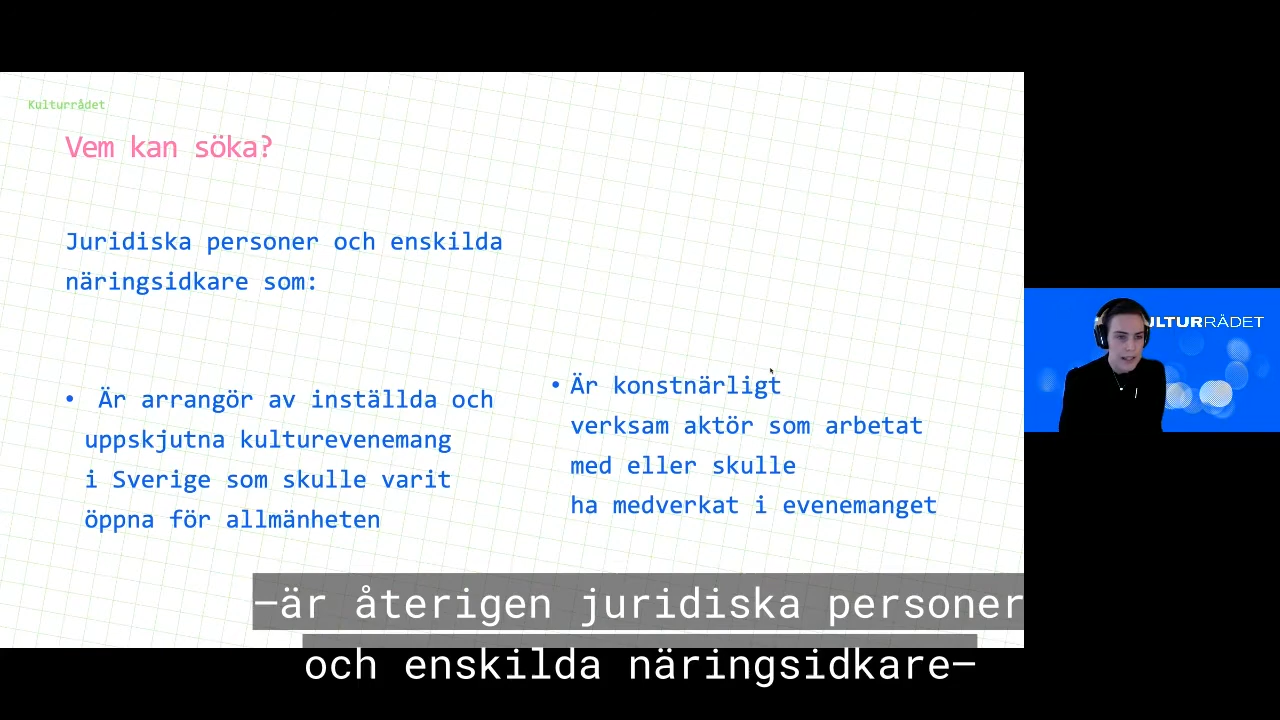 Kulturrådet
Vem kan söka?
Juridiska personer och enskilda
näringsidkare som:
• Är arrangör av inställda och
uppskjutna kulturevenemang
i Sverige som skulle varit
öppna för allmänheten
• Är konstnärligt
verksam aktör som arbetat
med eller skulle
ha medverkat i evenemanget
ULTURRÅDET
–är återigen juridiska personer
och enskilda näringsidkare–